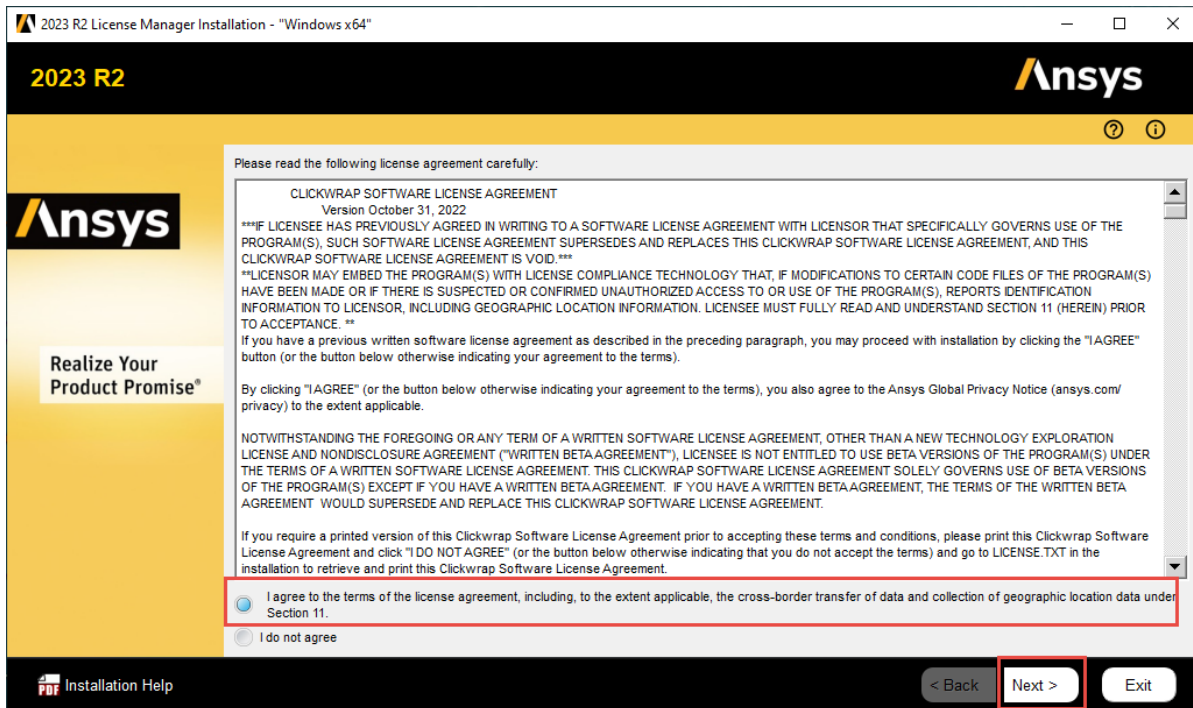 2023 R2 License Manager Installation - "Windows x64"
2023 R2
Ansys
Please read the following license agreement carefully:
CLICKWRAP SOFTWARE LICENSE AGREEMENT
Version October 31, 2022
***IF LICENSEE HAS PREVIOUSLY AGREED IN WRITING TO A SOFTWARE LICENSE AGREEMENT WITH LICENSOR THAT SPECIFICALLY GOVERNS USE OF THE
PROGRAM(S), SUCH SOFTWARE LICENSE AGREEMENT SUPERSEDES AND REPLACES THIS CLICKWRAP SOFTWARE LICENSE AGREEMENT, AND THIS
CLICKWRAP SOFTWARE LICENSE AGREEMENT IS VOID.***
**LICENSOR MAY EMBED THE PROGRAM(S) WITH LICENSE COMPLIANCE TECHNOLOGY THAT, IF MODIFICATIONS TO CERTAIN CODE FILES OF THE PROGRAM(S)
HAVE BEEN MADE OR IF THERE IS SUSPECTED OR CONFIRMED UNAUTHORIZED ACCESS TO OR USE OF THE PROGRAM(S), REPORTS IDENTIFICATION
INFORMATION TO LICENSOR, INCLUDING GEOGRAPHIC LOCATION INFORMATION. LICENSEE MUST FULLY READ AND UNDERSTAND SECTION 11 (HEREIN) PRIOR
TO ACCEPTANCE. **
If you have a previous written software license agreement as described in the preceding paragraph, you may proceed with installation by clicking the "I AGREE"
button (or the button below otherwise indicating your agreement to the terms).
By clicking "I AGREE" (or the button below otherwise indicating your agreement to the terms), you also agree to the Ansys Global Privacy Notice (ansys.com/
privacy) to the extent applicable.
NOTWITHSTANDING THE FOREGOING OR ANY TERM OF A WRITTEN SOFTWARE LICENSE AGREEMENT, OTHER THAN A NEW TECHNOLOGY EXPLORATION
LICENSE AND NONDISCLOSURE AGREEMENT ("WRITTEN BETA AGREEMENT"), LICENSEE IS NOT ENTITLED TO USE BETA VERSIONS OF THE PROGRAM(S) UNDER
THE TERMS OF A WRITTEN SOFTWARE LICENSE AGREEMENT. THIS CLICKWRAP SOFTWARE LICENSE AGREEMENT SOLELY GOVERNS USE OF BETA VERSIONS
OF THE PROGRAM(S) EXCEPT IF YOU HAVE A WRITTEN BETA AGREEMENT. IF YOU HAVE A WRITTEN BETA AGREEMENT, THE TERMS OF THE WRITTEN BETA
AGREEMENT WOULD SUPERSEDE AND REPLACE THIS CLICKWRAP SOFTWARE LICENSE AGREEMENT.
If you require a printed version of this Clickwrap Software License Agreement prior to accepting these terms and conditions, please print this Clickwrap Software
License Agreement and click "I DO NOT AGREE" (or the button below otherwise indicating that you do not accept the terms) and go to LICENSE.TXT in the
installation to retrieve and print this Clickwrap Software License Agreement.
Ansys
Realize Your
Product Promise®
I agree to the terms of the license agreement, including, to the extent applicable, the cross-border transfer of data and collection of geographic location data under
Section 11.
I do not agree
PDF Installation Help
< Back
Next >
Exit